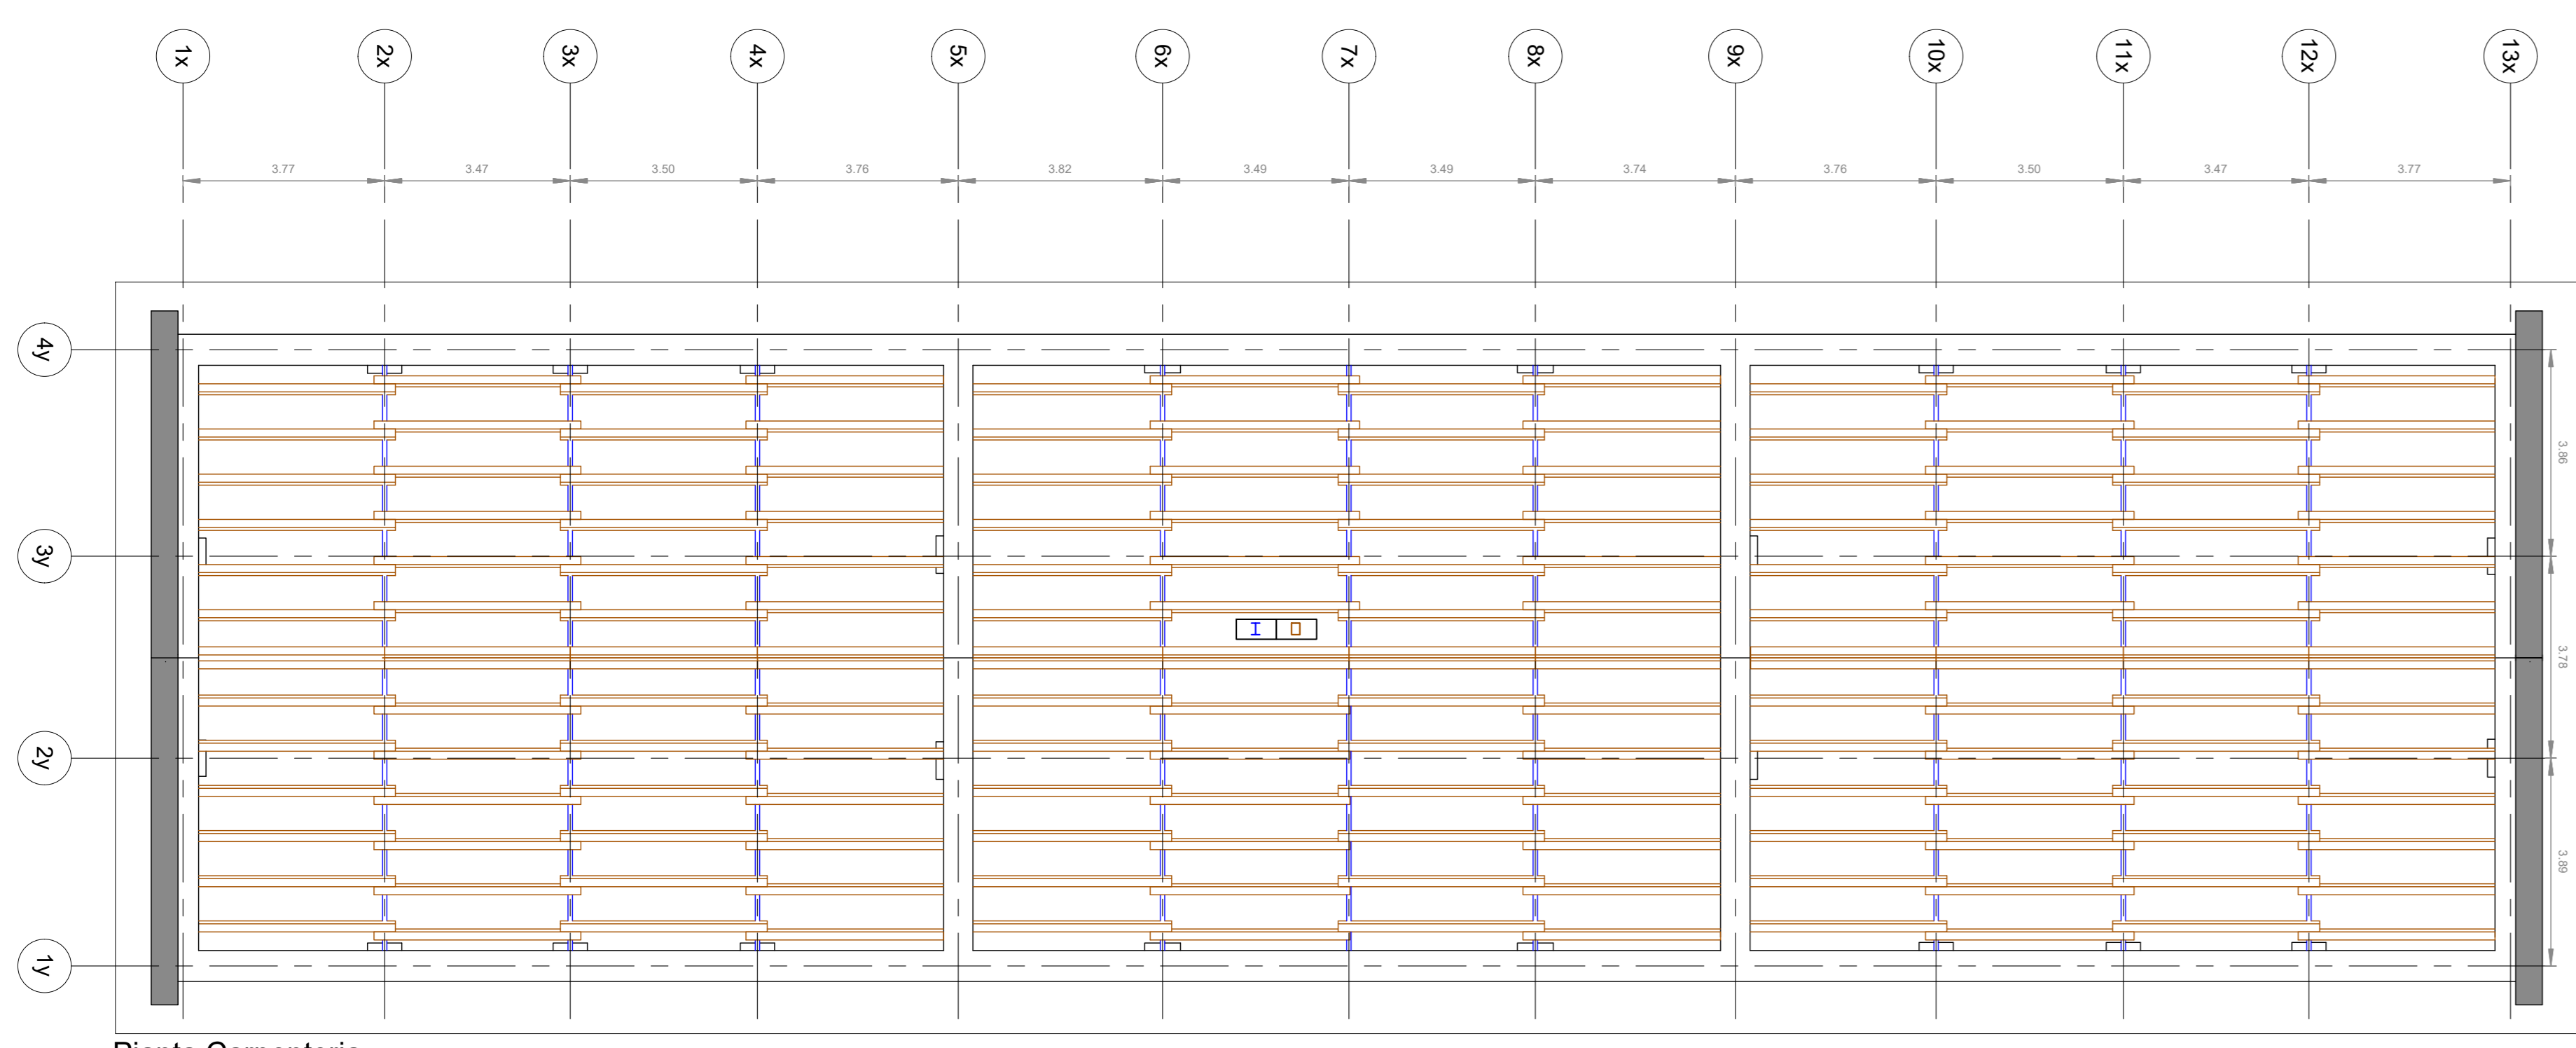 1x 2x 3x 4x 5x 6x 7x 8x 9x 10x 11x 12x 13x
3.77 3.47 3.50 3.76 3.82 3.49 3.49 3.74 3.76 3.50 3.47 3.77
4y
3.86
3y
3.78
2y
3.89
1y
Pianta Carpenteria